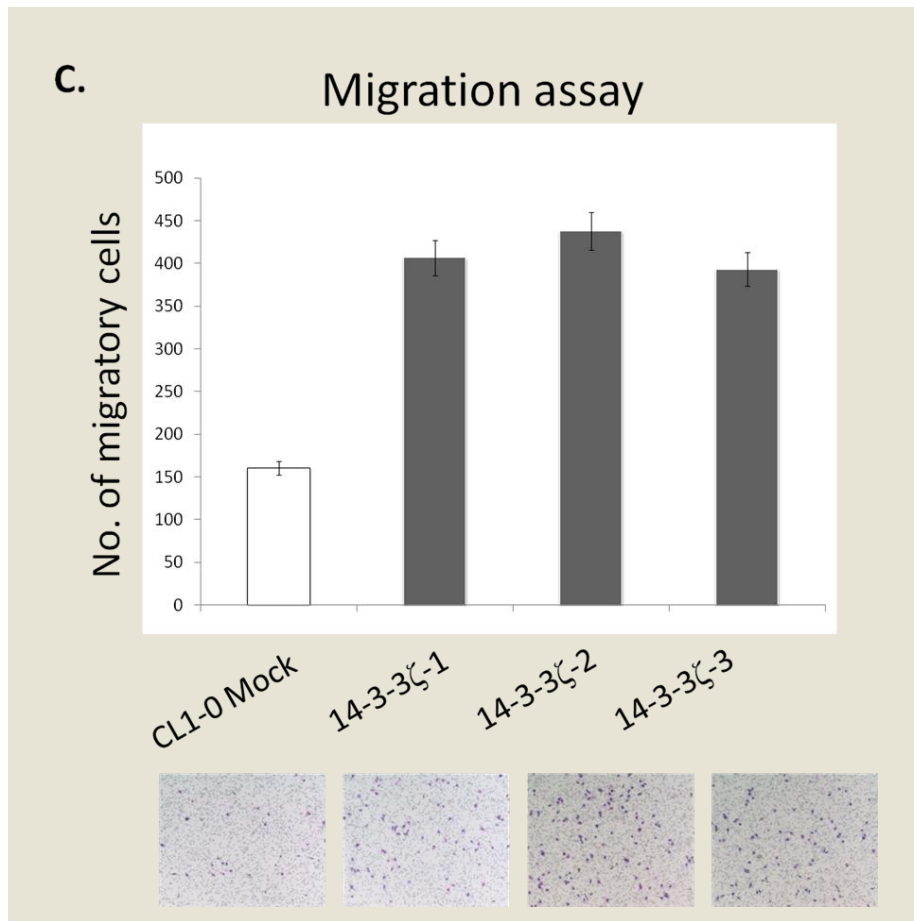 C.
Migration assay
No. of migratory cells
500
450
400
350
300
250
200
150
100
50
0
CL1-0 Mock
14-3-3ζ-1
14-3-3ζ-2
14-3-3ζ-3